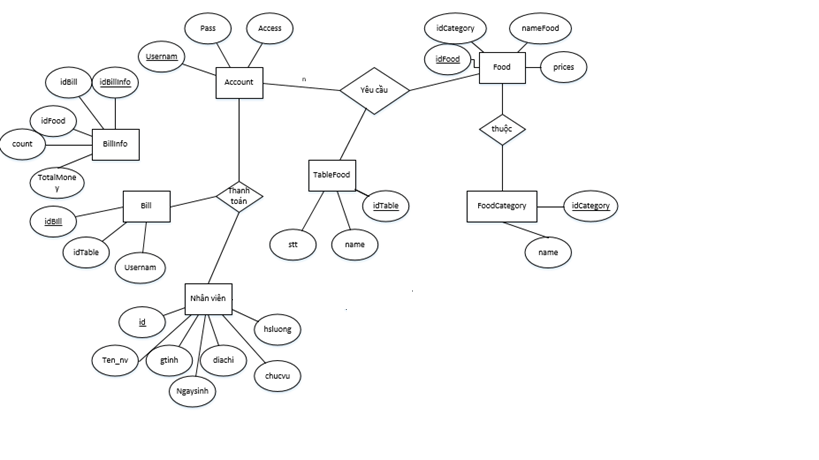 Pass
Access
idCategory
nameFood
Usernam
idFood
Food
prices
idBill
idBillInfo
Account
n
Yêu cầu
idFood
thuộc
count
BillInfo
TotalMone
y
TableFood
Thanh
toán
Bill
idTable
FoodCategory
idCategory
idBill
idTable
Usernam
stt
name
name
Nhân viên
id
hsluong
Ten_nv
gtinh
diachi
chucvu
Ngaysinh